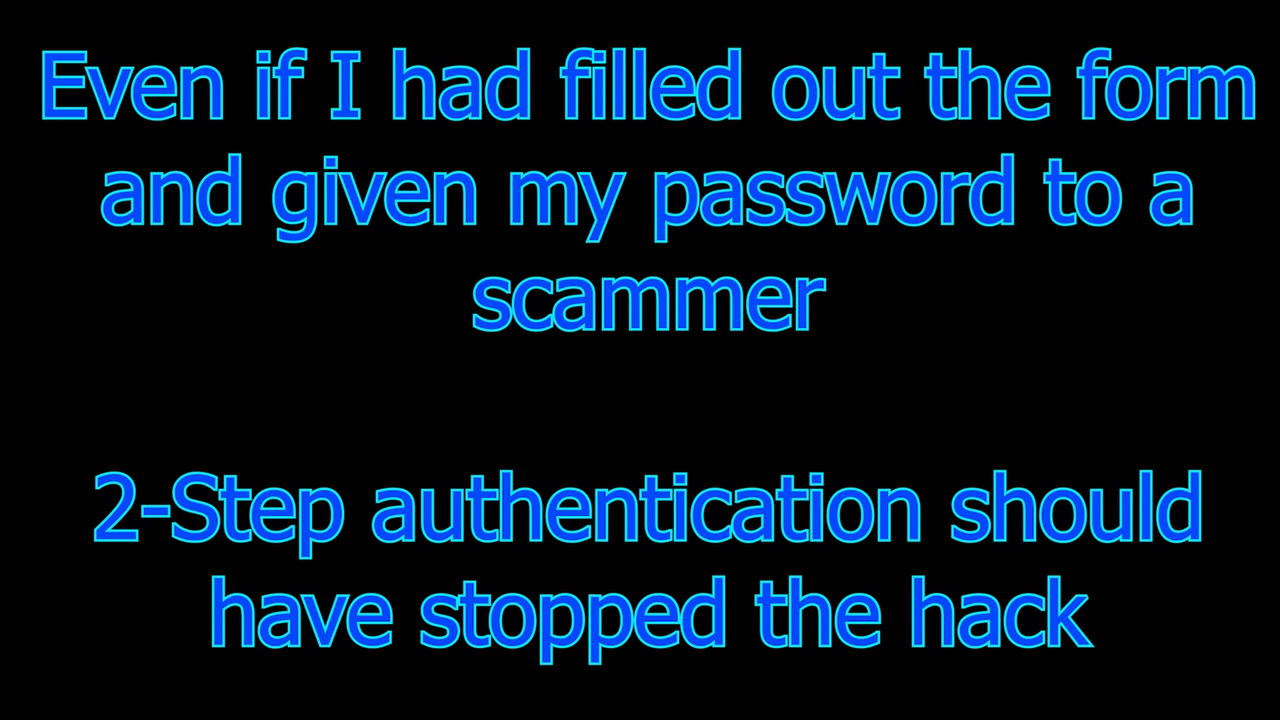 Even if I had filled out the form
and given my password to a
scammer
2-Step authentication should
have stopped the hack